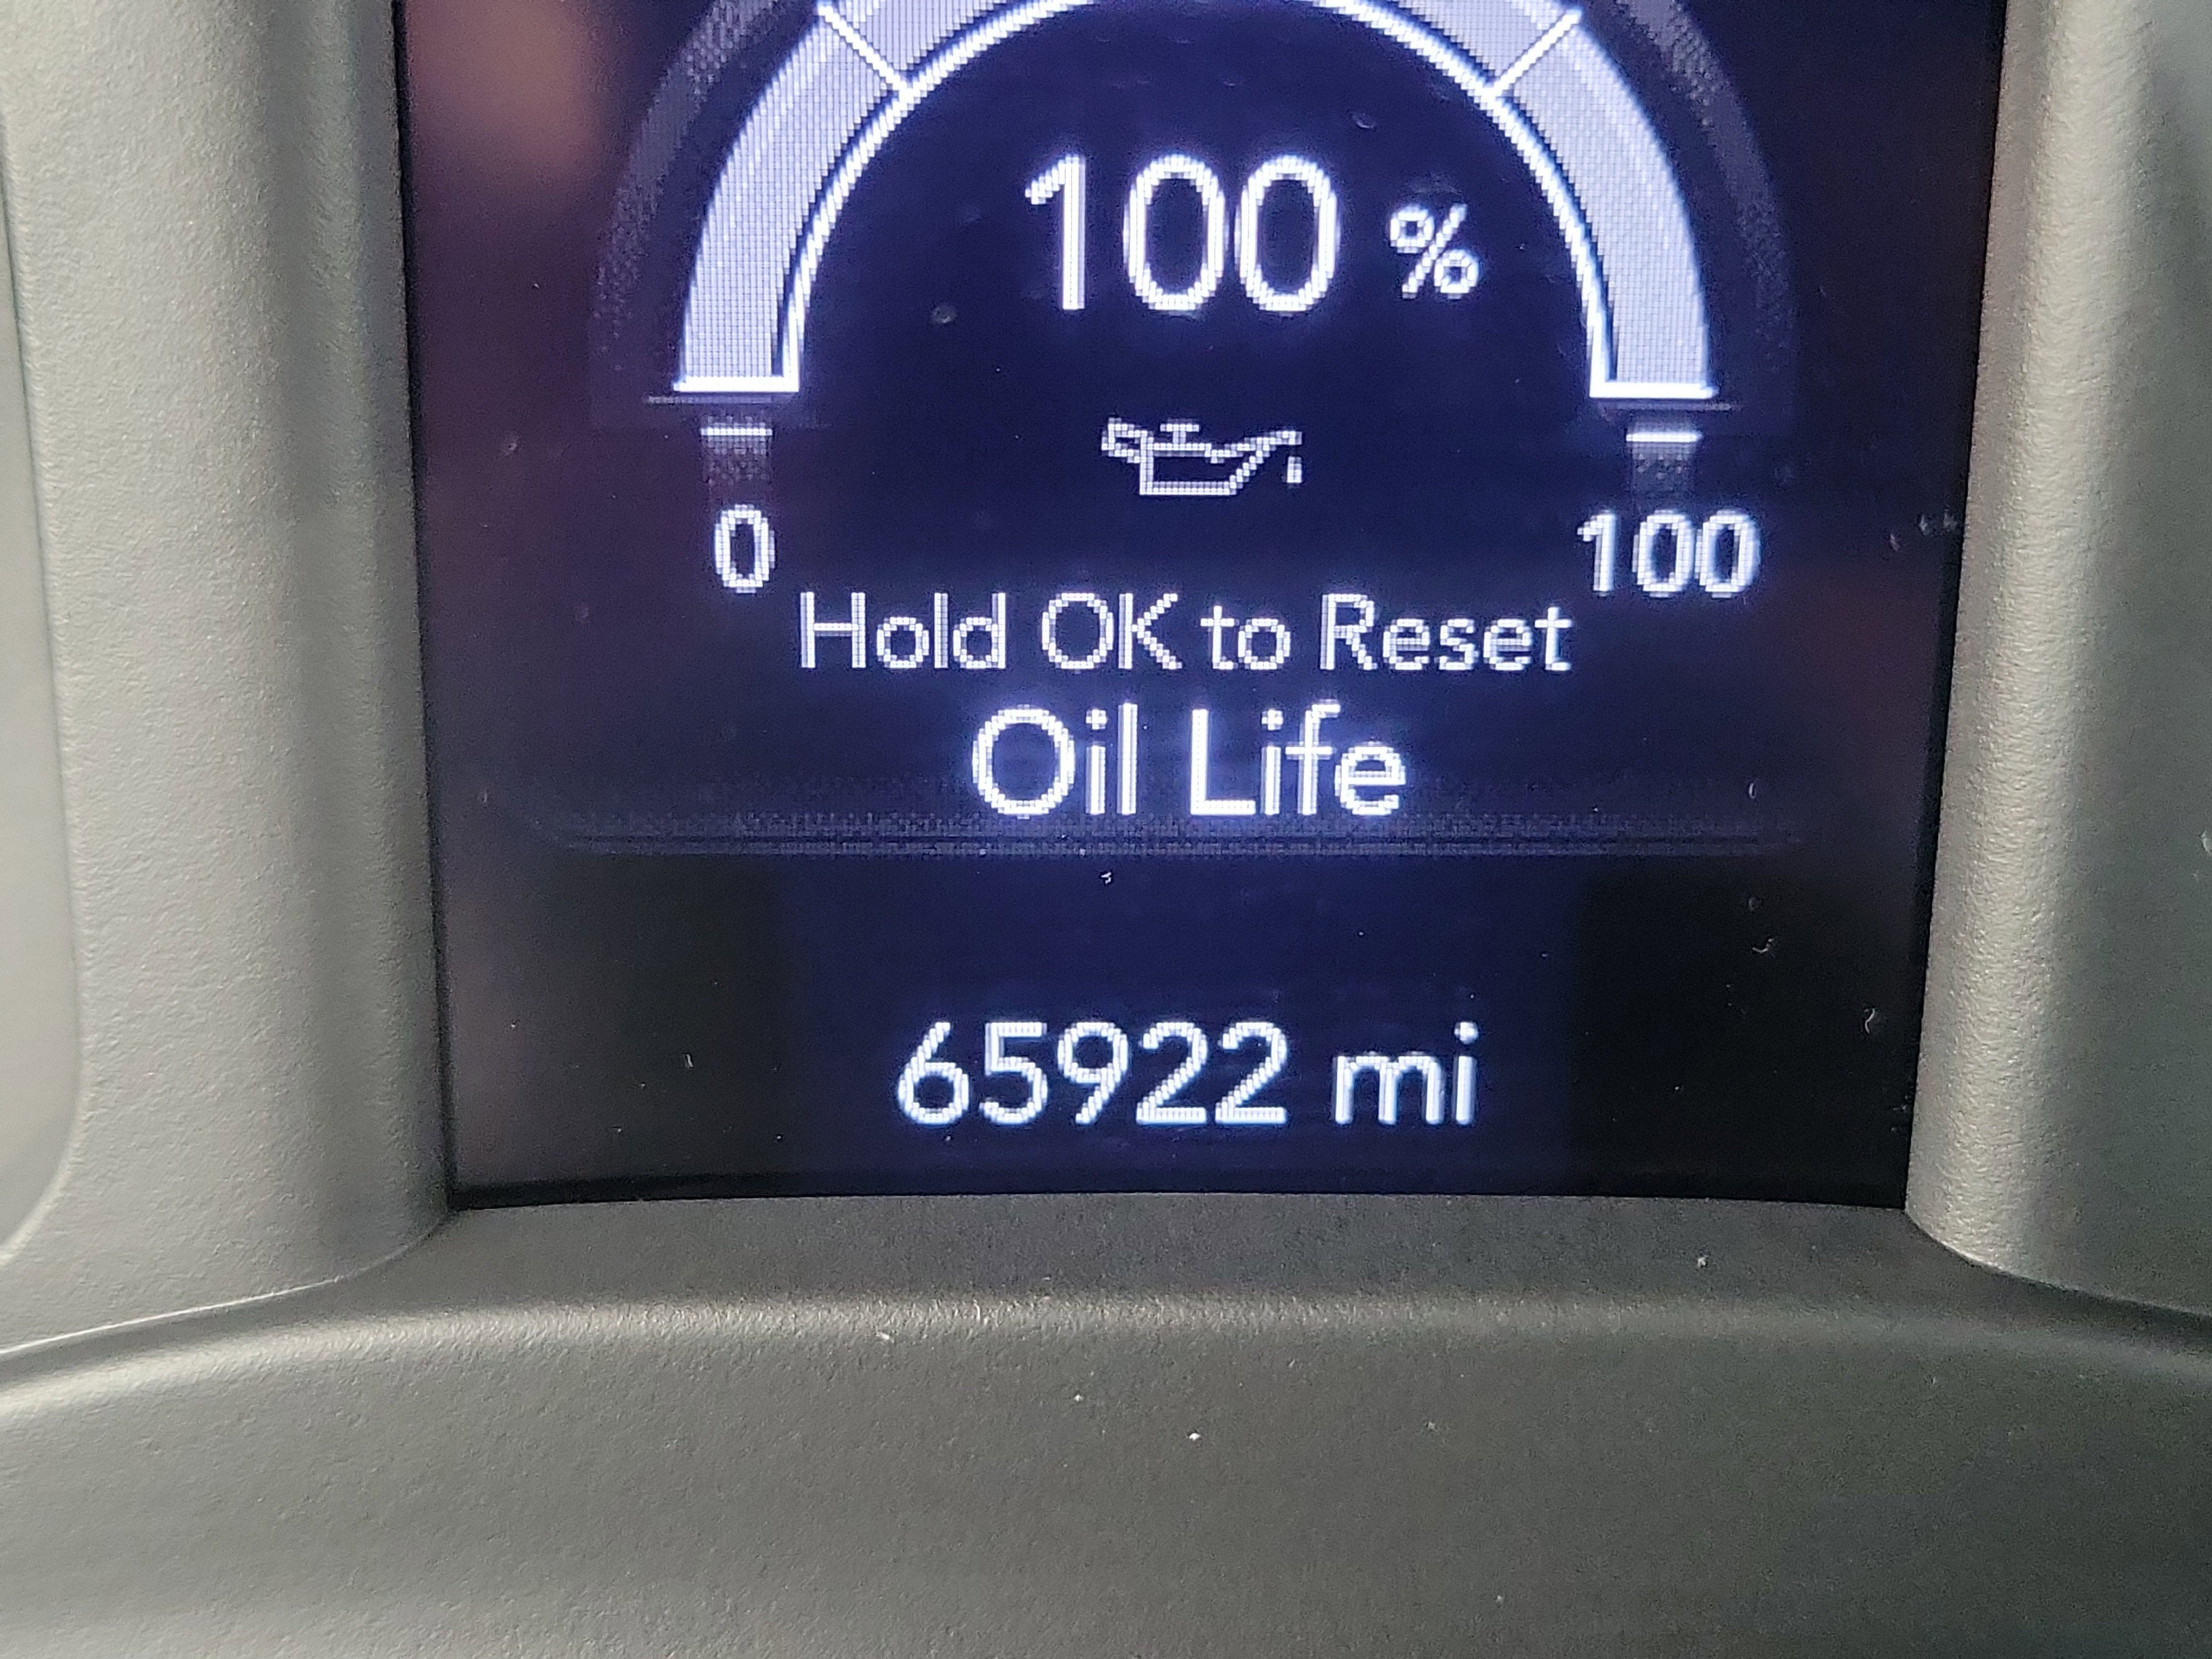 100 %
0 100
Hold OK to Reset
Oil Life
65922 mi